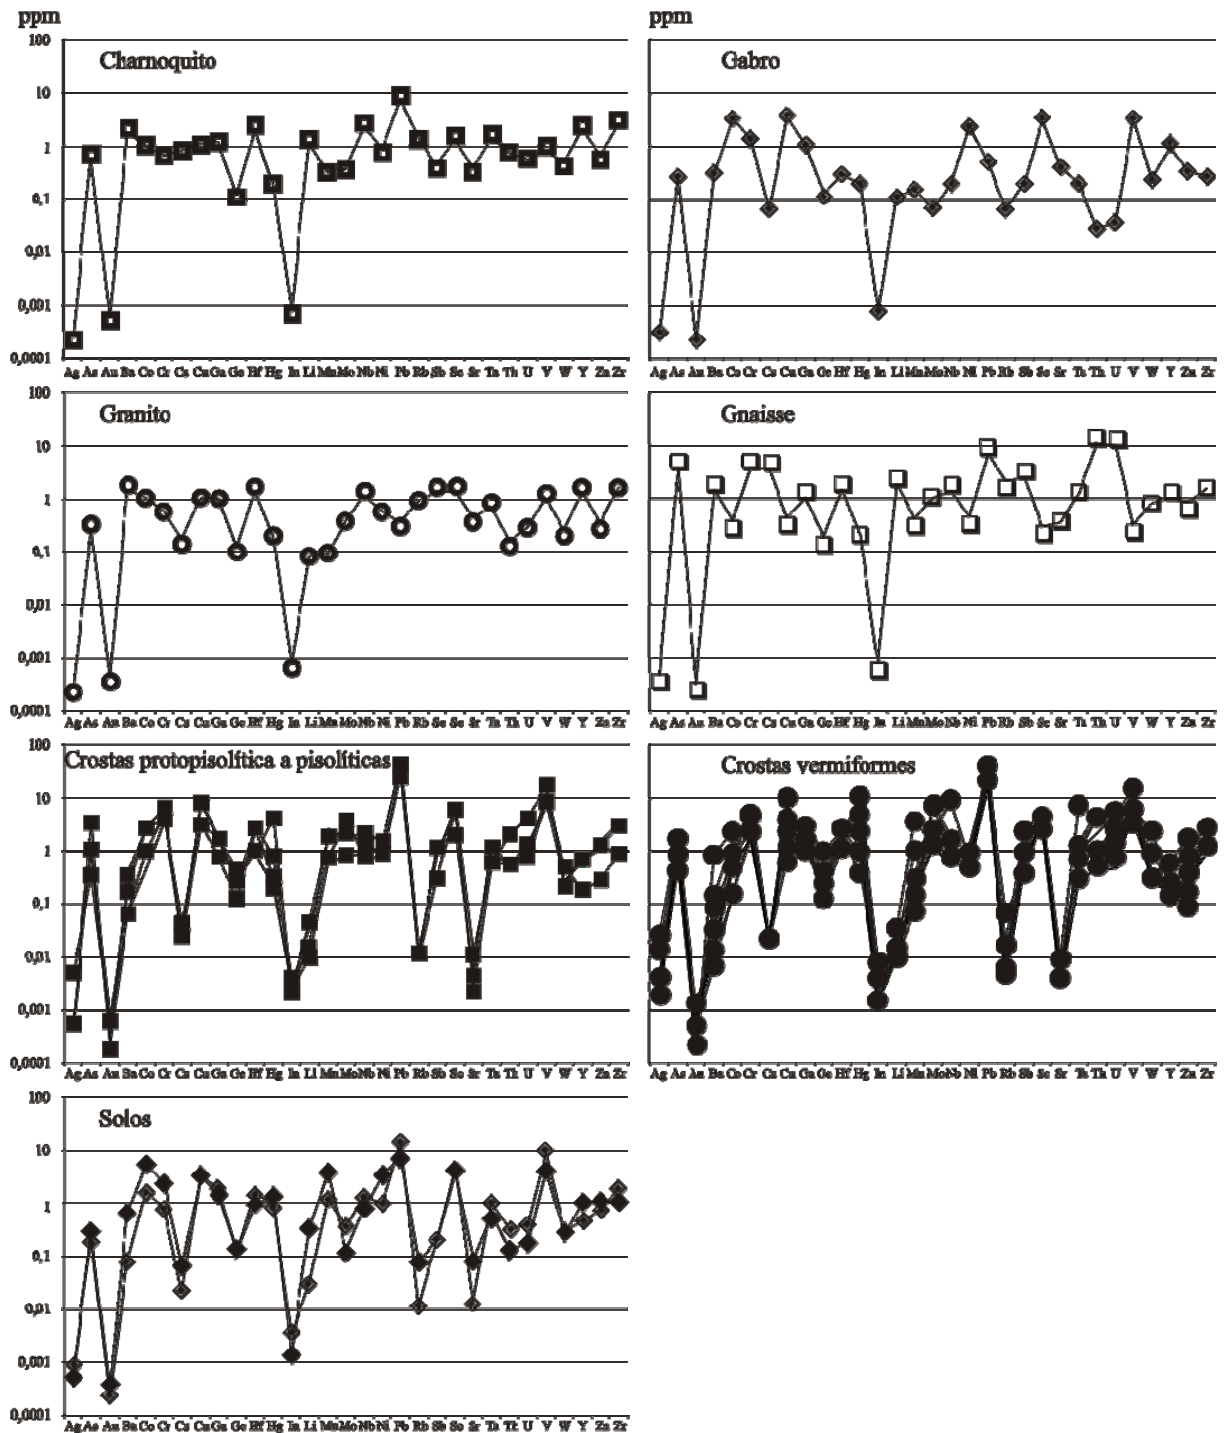 ppm
100
Charnoquito
10
1
0,1
0,01
0,001
0,0001
Ag As Au Ba Co Cr Cs Cu Ga Ge Hf Hg In Li Mn Mo Nb Ni Pb Rb Sb Sc Sr Ta Th U V W Y Zn Zr
ppm
Gabro
Ag As Au Ba Co Cr Cs Cu Ga Ge Hf Hg In Li Mn Mo Nb Ni Pb Rb Sb Sc Sr Ta Th U V W Y Zn Zr
100
Granito
10
1
0,1
0,01
0,001
0,0001
Ag As Au Ba Co Cr Cs Cu Ga Ge Hf Hg In Li Mn Mo Nb Ni Pb Rb Sb Sc Sr Ta Th U V W Y Zn Zr
Gnaisse
Ag As Au Ba Co Cr Cs Cu Ga Ge Hf Hg In Li Mn Mo Nb Ni Pb Rb Sb Sc Sr Ta Th U V W Y Zn Zr
100
Crostas protopisolítica a pisolíticas
10
1
0,1
0,01
0,001
0,0001
Ag As Au Ba Co Cr Cs Cu Ga Ge Hf Hg In Li Mn Mo Nb Ni Pb Rb Sb Sc Sr Ta Th U V W Y Zn Zr
Crostas vermiformes
Ag As Au Ba Co Cr Cs Cu Ga Ge Hf Hg In Li Mn Mo Nb Ni Pb Rb Sb Sc Sr Ta Th U V W Y Zn Zr
100
Solos
10
1
0,1
0,01
0,001
0,0001
Ag As Au Ba Co Cr Cs Cu Ga Ge Hf Hg In Li Mn Mo Nb Ni Pb Rb Sb Sc Sr Ta Th U V W Y Zn Zr